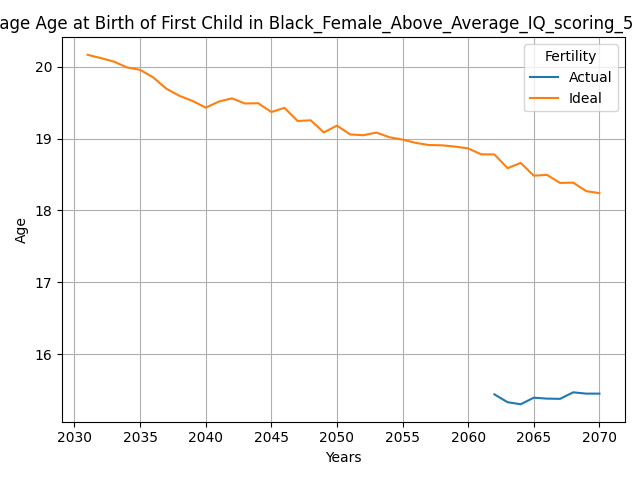 age Age at Birth of First Child in Black_Female_Above_Average_IQ_scoring_5
Fertility
Actual
Ideal
20
19
18
17
16
Age
2030 2035 2040 2045 2050 2055 2060 2065 2070
Years